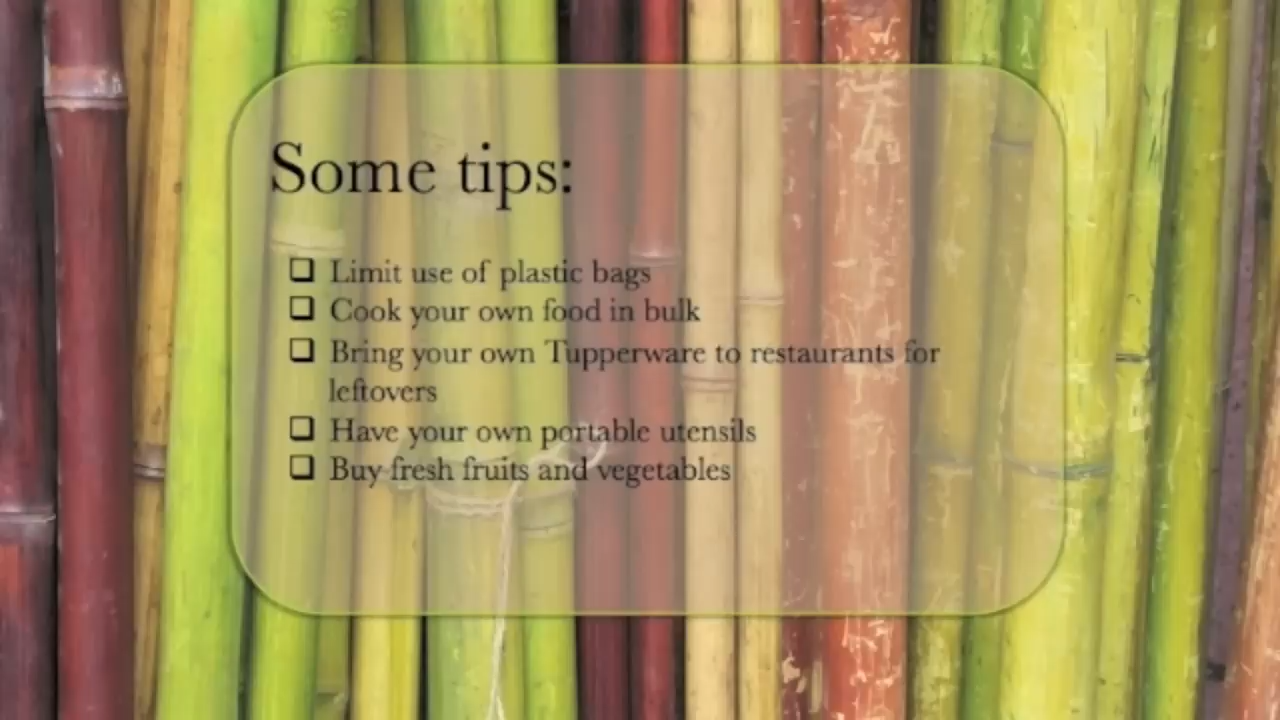 Some tips:
❑ Limit use of plastic bags
❑ Cook your own food in bulk
❑ Bring your own Tupperware to restaurants for
leftovers
❑ Have your own portable utensils
❑ Buy fresh fruits and vegetables